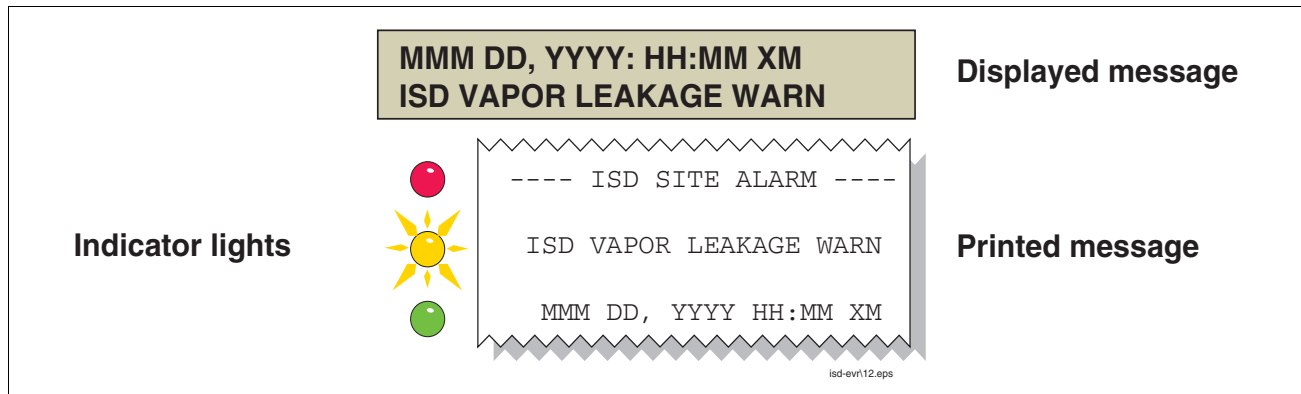 MMM DD, YYYY: HH:MM XM
ISD VAPOR LEAKAGE WARN
Displayed message
Indicator lights
---- ISD SITE ALARM ----
ISD VAPOR LEAKAGE WARN
MMM DD, YYYY HH:MM XM
Printed message
isd-evr\12.eps